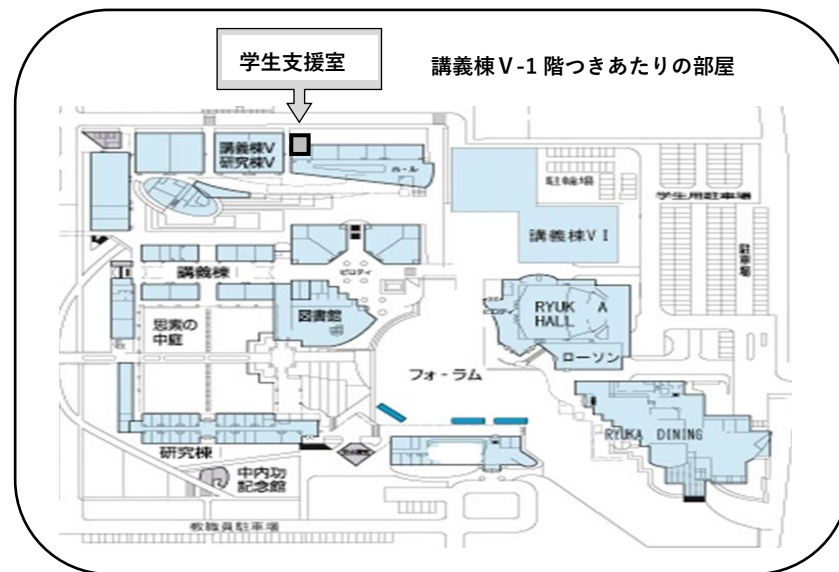 学生支援室
講義棟Ⅴ-1階つきあたりの部屋
講義棟Ⅴ
研究棟Ⅴ
ホール
駐輪場
学生用駐車場
講義棟ⅤⅠ
駐車場
講義棟Ⅰ
ピロティ
図書館
思索の
中庭
RYUKA
HALL
ローソン
フォーラム
RYUKA DINING
研究棟
中内功
記念館
教職員駐車場